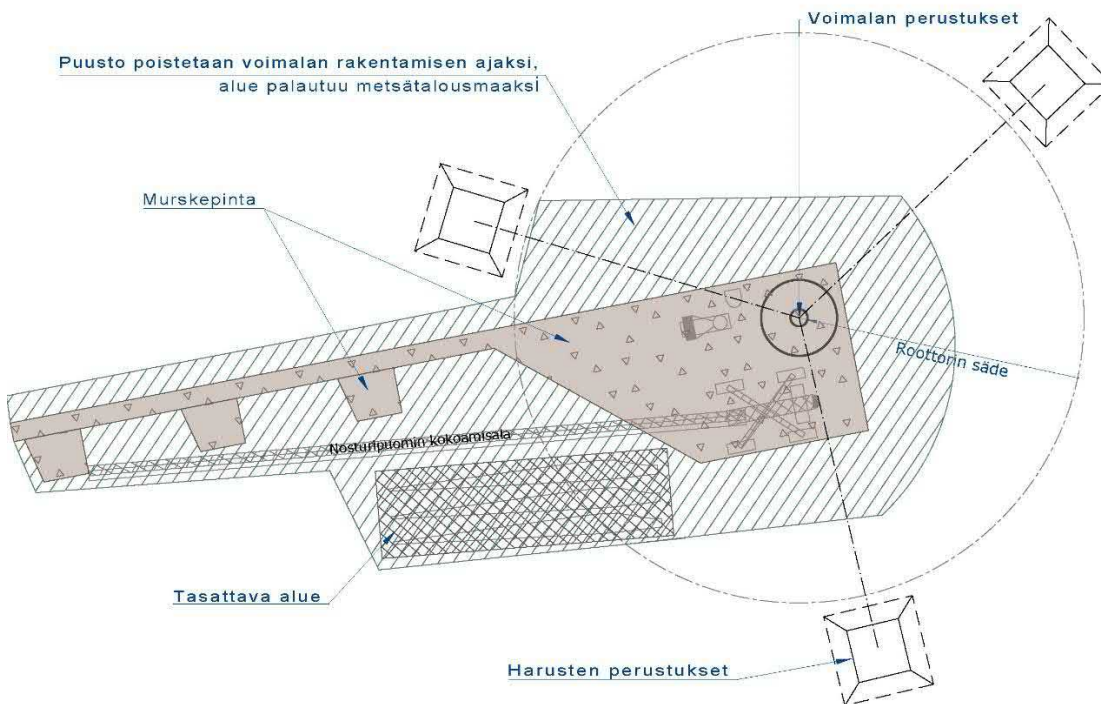 Voimalan perustukset
Puusto poistetaan voimalan rakentamisen ajaksi,
alue palautuu metsätalousmaaksi
Murskepinta
Roottorin säde
Nosturipuomin kokoamisala
Tasattava alue
Harusten perustukset